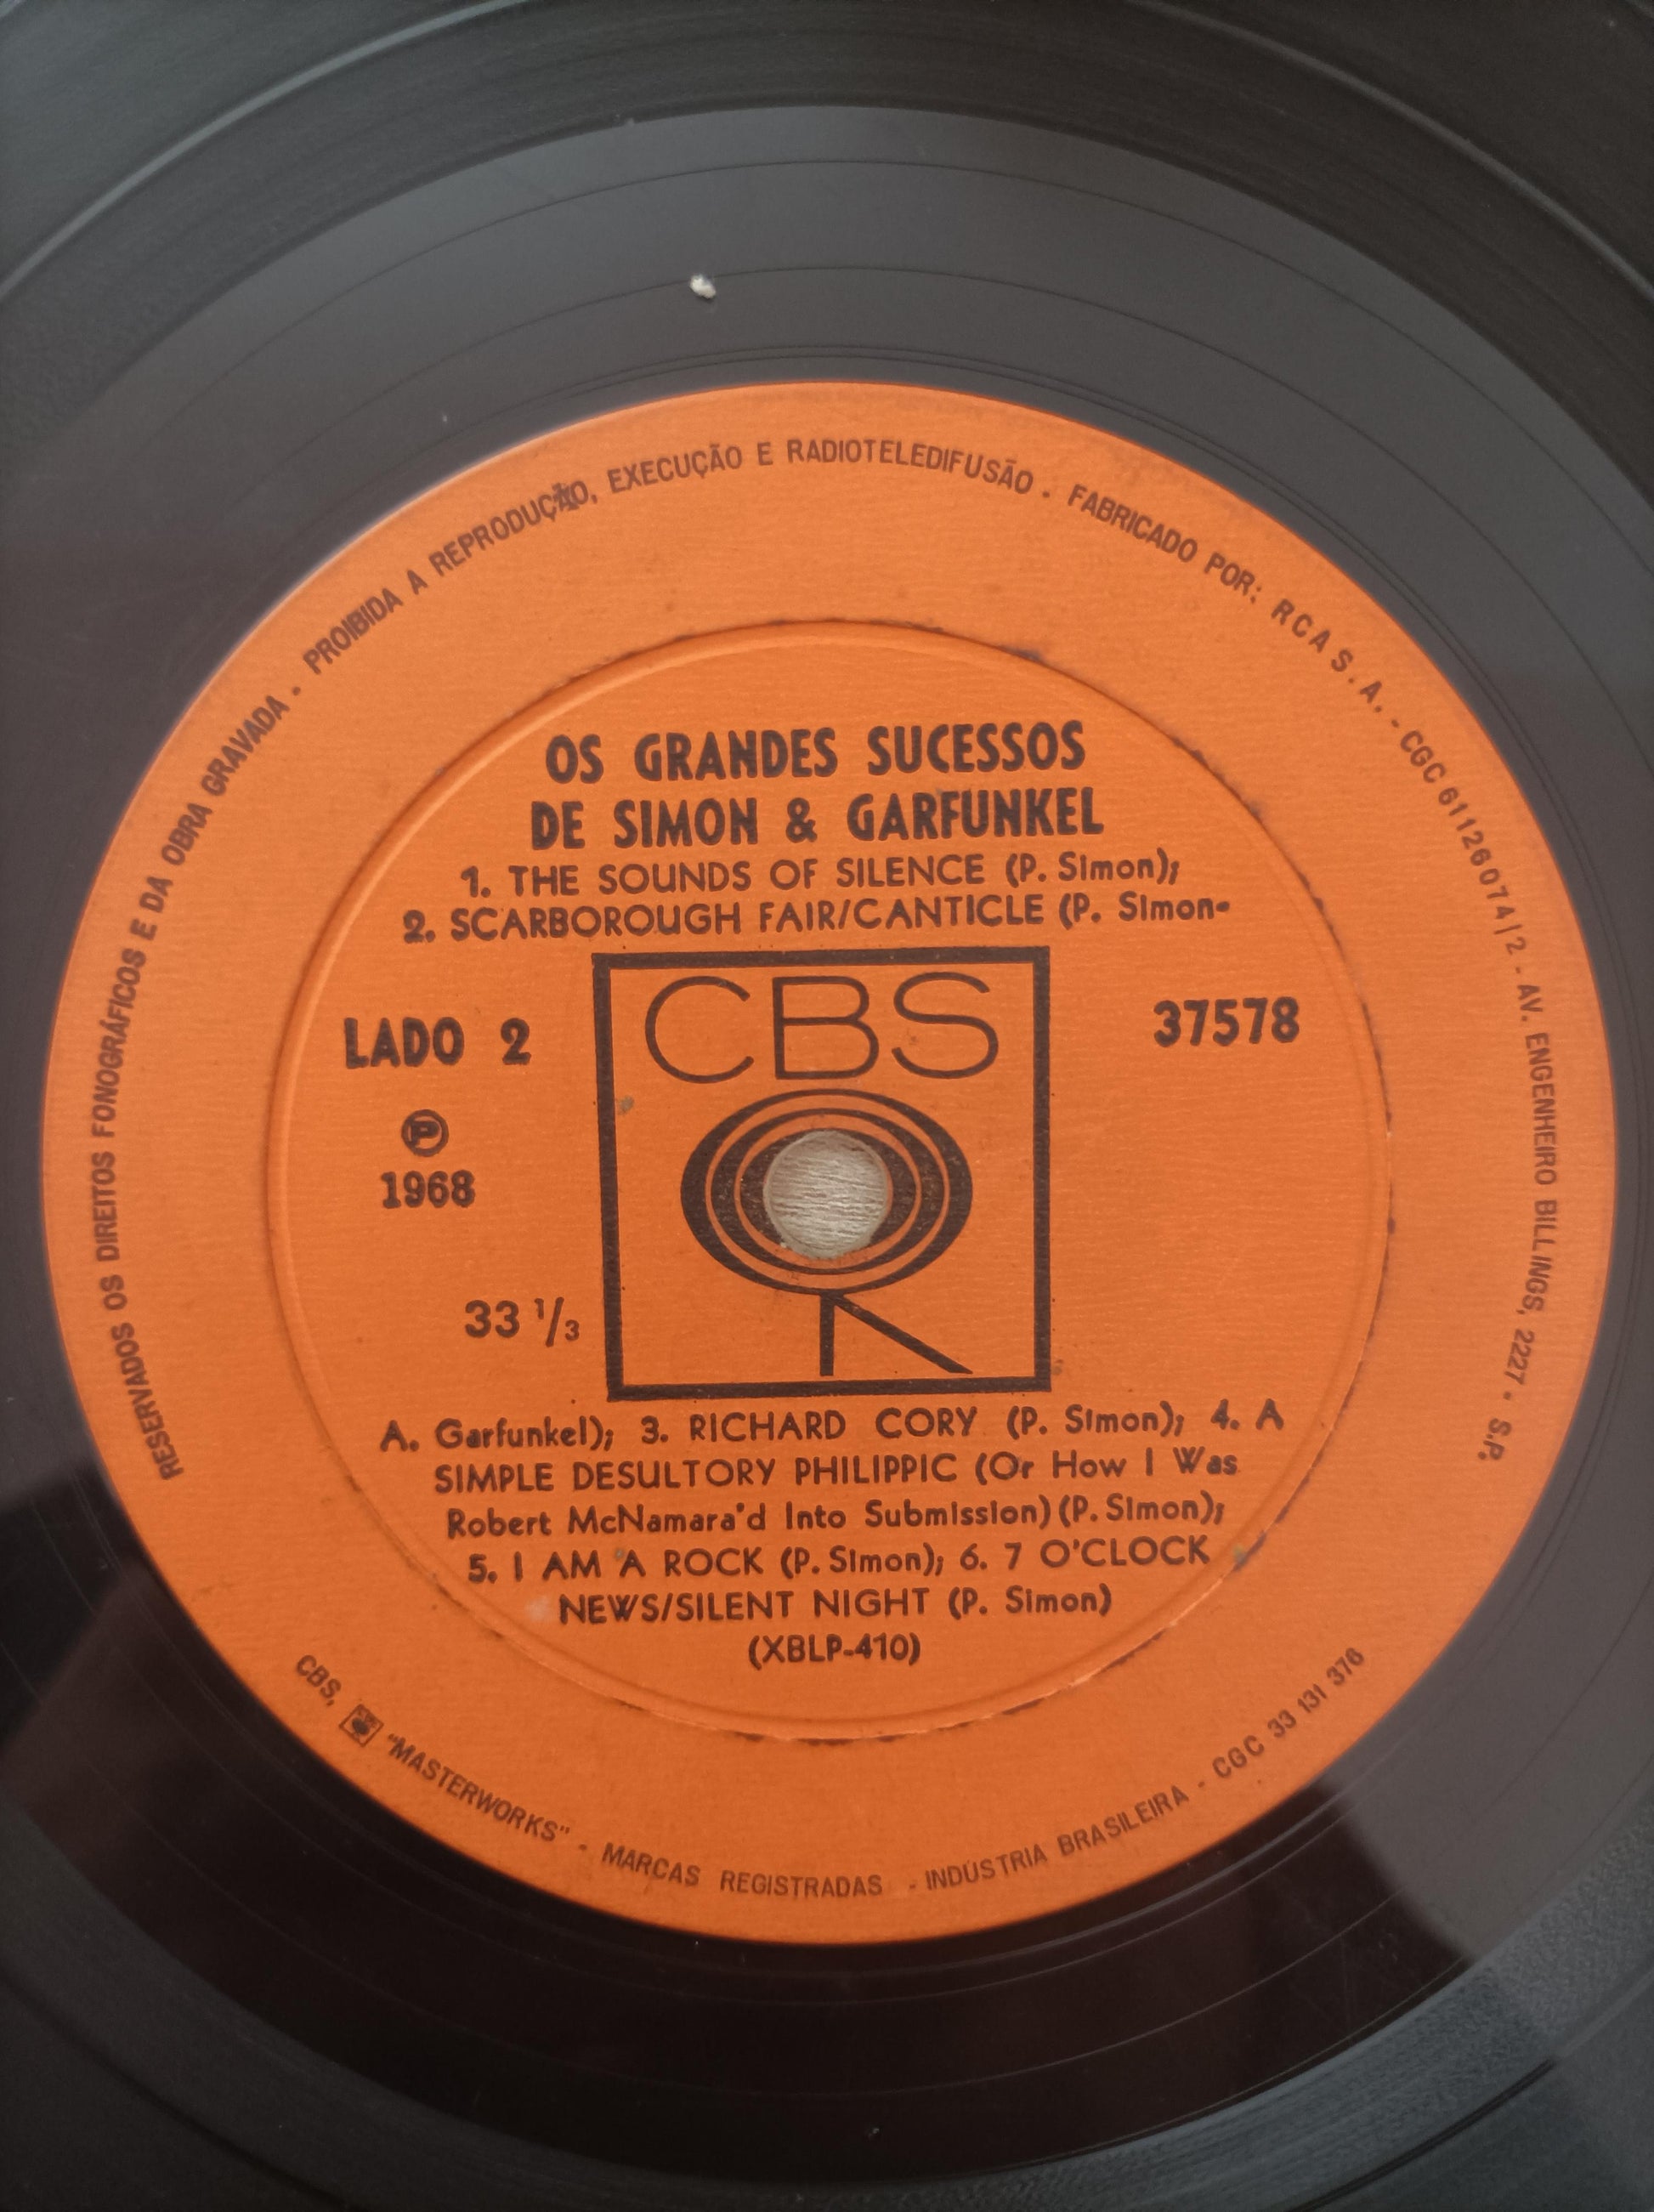 RESERVADOS OS DIREITOS FONOGRÁFICOS E DA OBRA GRAVADA - PROIBIDA A REPRODUÇÃO, EXECUÇÃO E RADIOTELEDIFUSÃO - FABRICADO POR: RCA S.A. - CGC 61126074/2 - AV. ENGENHEIRO BILLINGS, 2227 - S.P.
OS GRANDES SUCESSOS
DE SIMON & GARFUNKEL
1. THE SOUNDS OF SILENCE (P. Simon);
2. SCARBOROUGH FAIR/CANTICLE (P. Simon-
CBS
LADO 2
37578
℗
1968
33 1/3
A. Garfunkel); 3. RICHARD CORY (P. Simon); 4. A
SIMPLE DESULTORY PHILIPPIC (Or How I Was
Robert McNamara'd Into Submission) (P. Simon);
5. I AM A ROCK (P. Simon); 6. 7 O'CLOCK
NEWS/SILENT NIGHT (P. Simon)
(XBLP-410)
CBS, "MASTERWORKS" - MARCAS REGISTRADAS - INDÚSTRIA BRASILEIRA - CGC 33 131 376